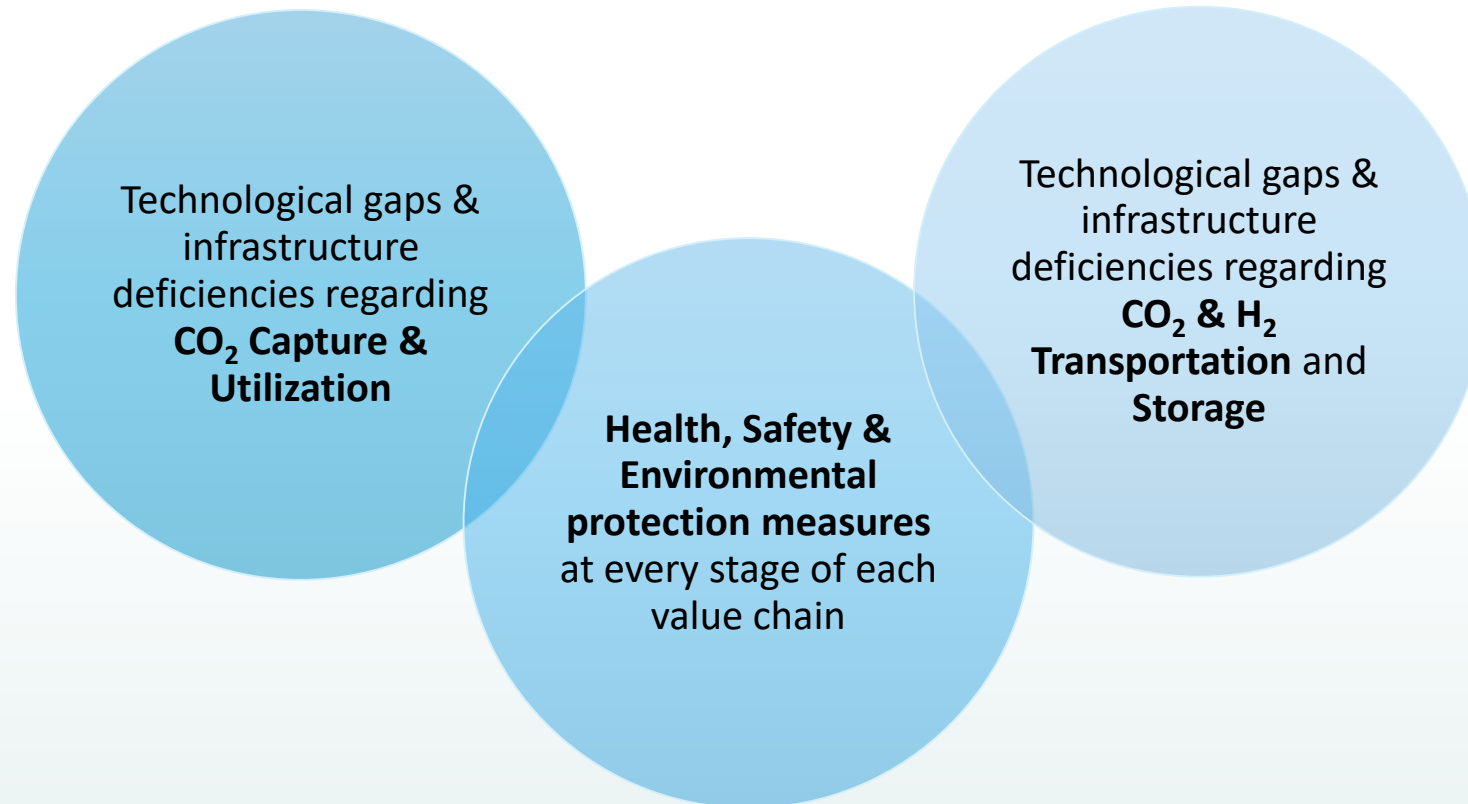 Technological gaps &
infrastructure
deficiencies regarding
CO₂ Capture &
Utilization
Health, Safety &
Environmental
protection measures
at every stage of each
value chain
Technological gaps &
infrastructure
deficiencies regarding
CO₂ & H₂
Transportation and
Storage